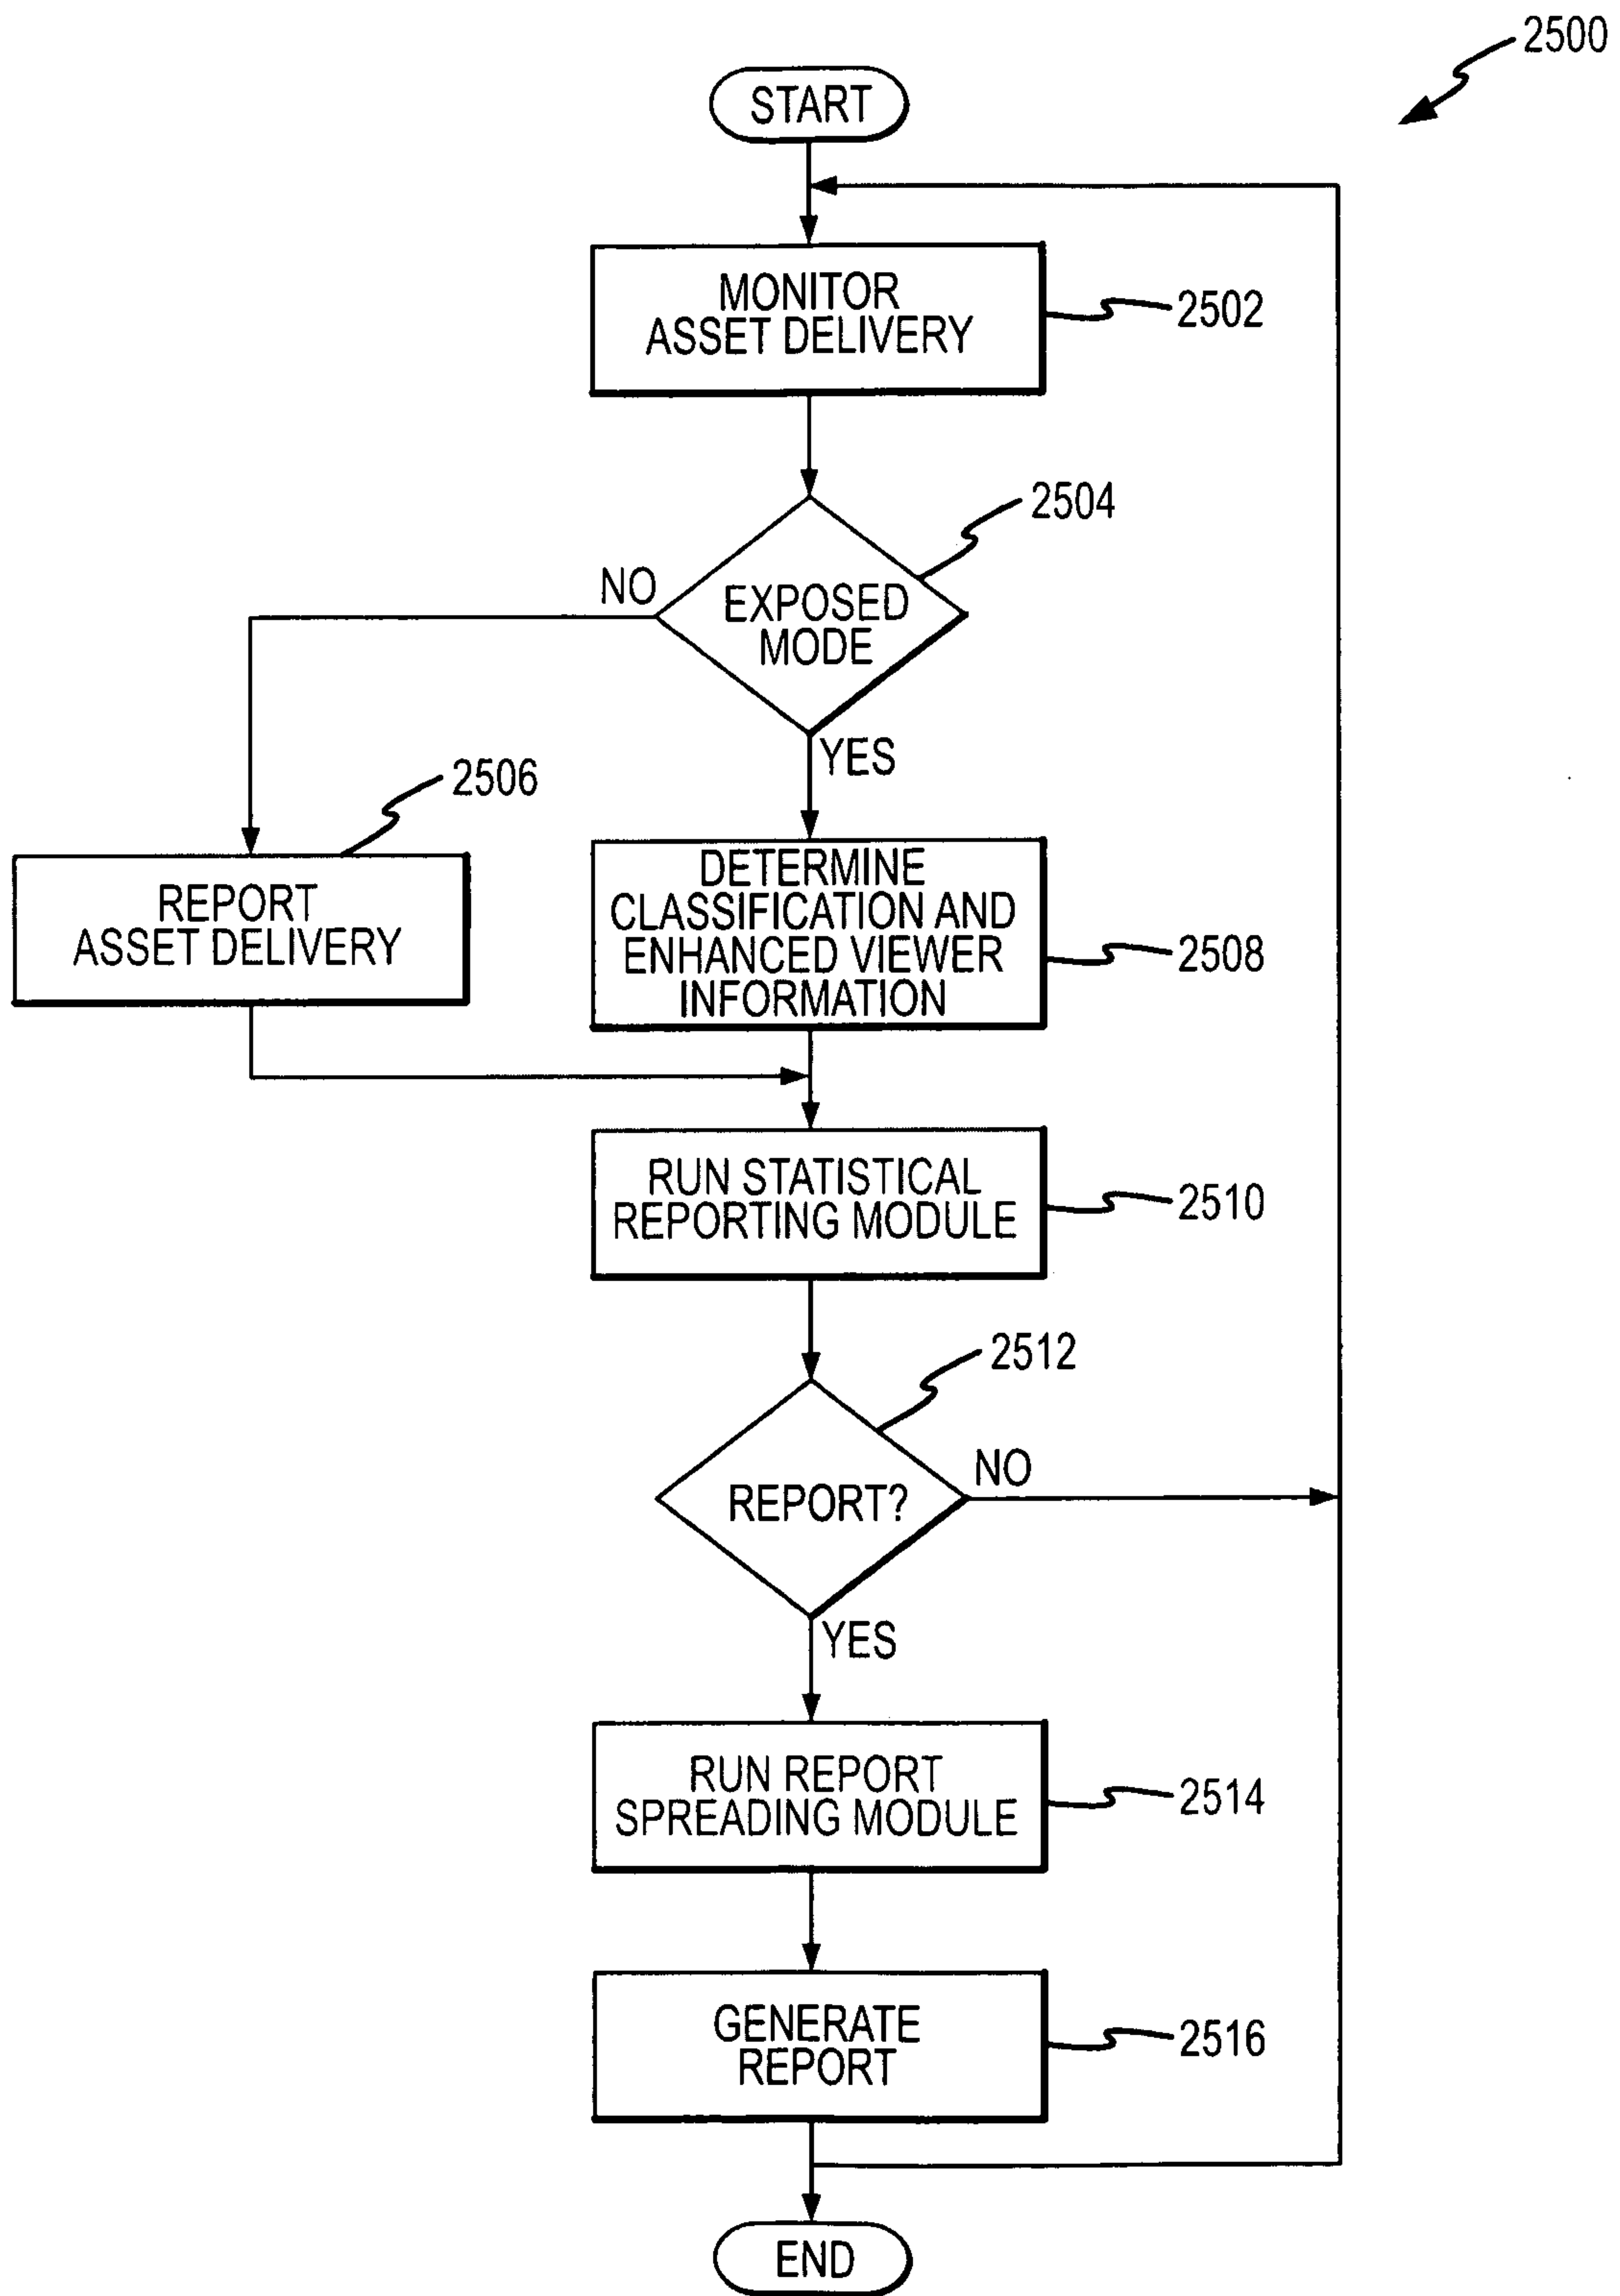 2500
START
MONITOR
ASSET DELIVERY
2502
2504
NO
EXPOSED
MODE
YES
2506
REPORT
ASSET DELIVERY
DETERMINE
CLASSIFICATION AND
ENHANCED VIEWER
INFORMATION
2508
RUN STATISTICAL
REPORTING MODULE
2510
2512
REPORT?
NO
YES
RUN REPORT
SPREADING MODULE
2514
GENERATE
REPORT
2516
END